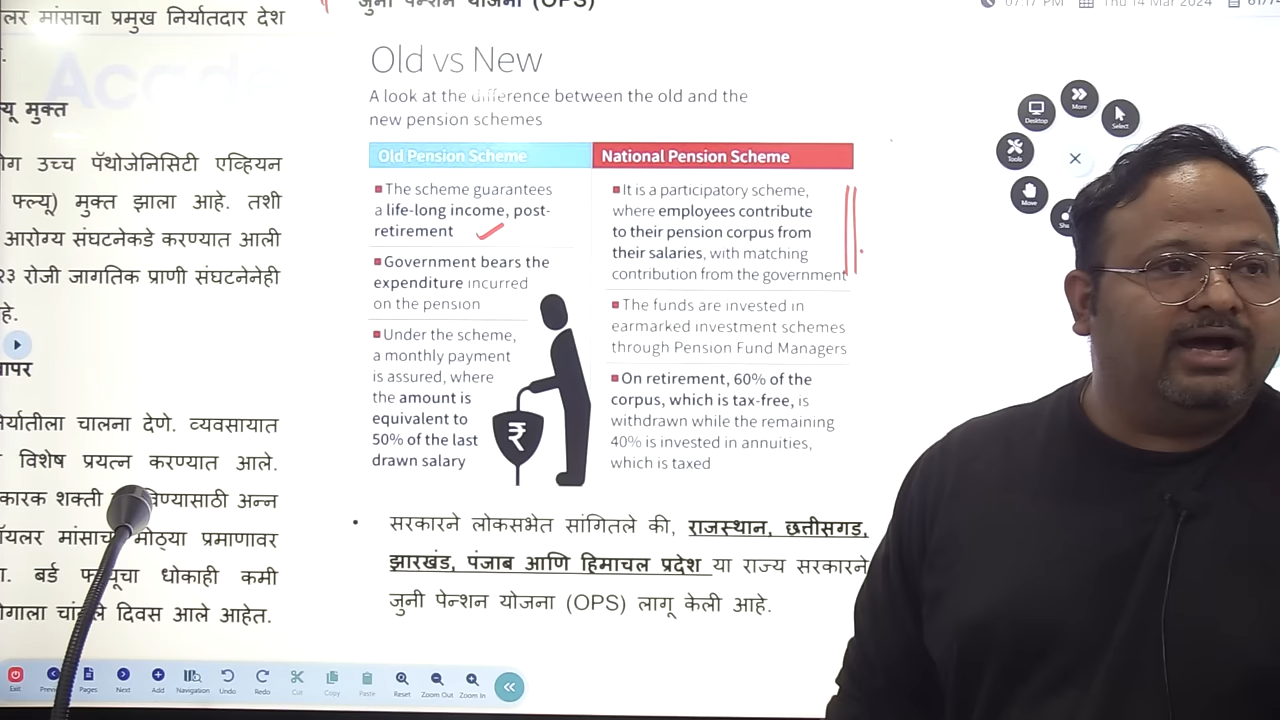 लर मांसाचा प्रमुख निर्यातदार देश
Acade
यू मुक्त
ग उच्च पॅथोजेनिसिटी एव्हियन
फ्ल्यू) मुक्त झाला आहे. तशी
आरोग्य संघटनेकडे करण्यात आली
२३ रोजी जागतिक प्राणी संघटनेनेही
हे.
ापर
निर्यातीला चालना देणे. व्यवसायात
विशेष प्रयत्न करण्यात आले.
कारक शक्ती अन्न
ॉयलर मांसाच मोठ्या प्रमाणावर
ा. बर्ड धोकाही कमी
ोगाला दिवस आले आहेत.
जुनी पेन्शन योजना (OPS)
07:17 PM Thu 14 Mar 2024
Old vs New
A look at the difference between the old and the
new pension schemes
Old Pension Scheme
The scheme guarantees
a life-long income, post-
retirement
Government bears the
expenditure incurred
on the pension
Under the scheme,
a monthly payment
is assured, where
the amount is
equivalent to
50% of the last
drawn salary
₹
National Pension Scheme
It is a participatory scheme,
where employees contribute
to their pension corpus from
their salaries, with matching
contribution from the government
The funds are invested in
earmarked investment schemes
through Pension Fund Managers
On retirement, 60% of the
corpus, which is tax-free, is
withdrawn while the remaining
40% is invested in annuities,
which is taxed
• सरकारने लोकसभेत सांगितले की, राजस्थान, छत्तीसगड,
झारखंड, पंजाब आणि हिमाचल प्रदेश या राज्य सरकारने
जुनी पेन्शन योजना (OPS) लागू केली आहे.
Desktop
More
Select
Tools
Move
Exit Previ Pages Next Add Navigation Undo Redo Cut Copy Paste Reset Zoom Out Zoom In